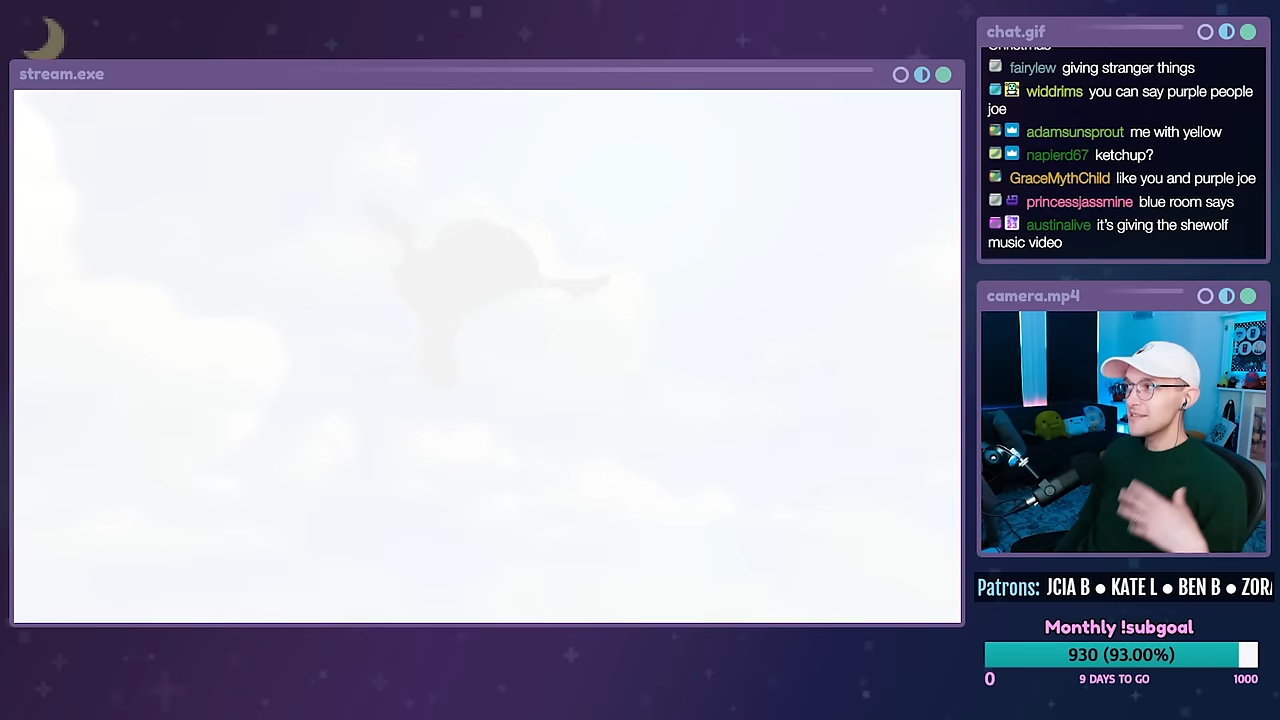 chat.gif
stream.exe
fairylew giving stranger things
widdrims you can say purple people
joe
adamsunsprout me with yellow
napierd67 ketchup?
GraceMythChild like you and purple joe
princessjassmine blue room says
austinalive it's giving the shewolf
music video
camera.mp4
Patrons: JCIA B ● KATE L ● BEN B ● ZOR
Monthly !subgoal
930 (93.00%)
0 9 DAYS TO GO 1000